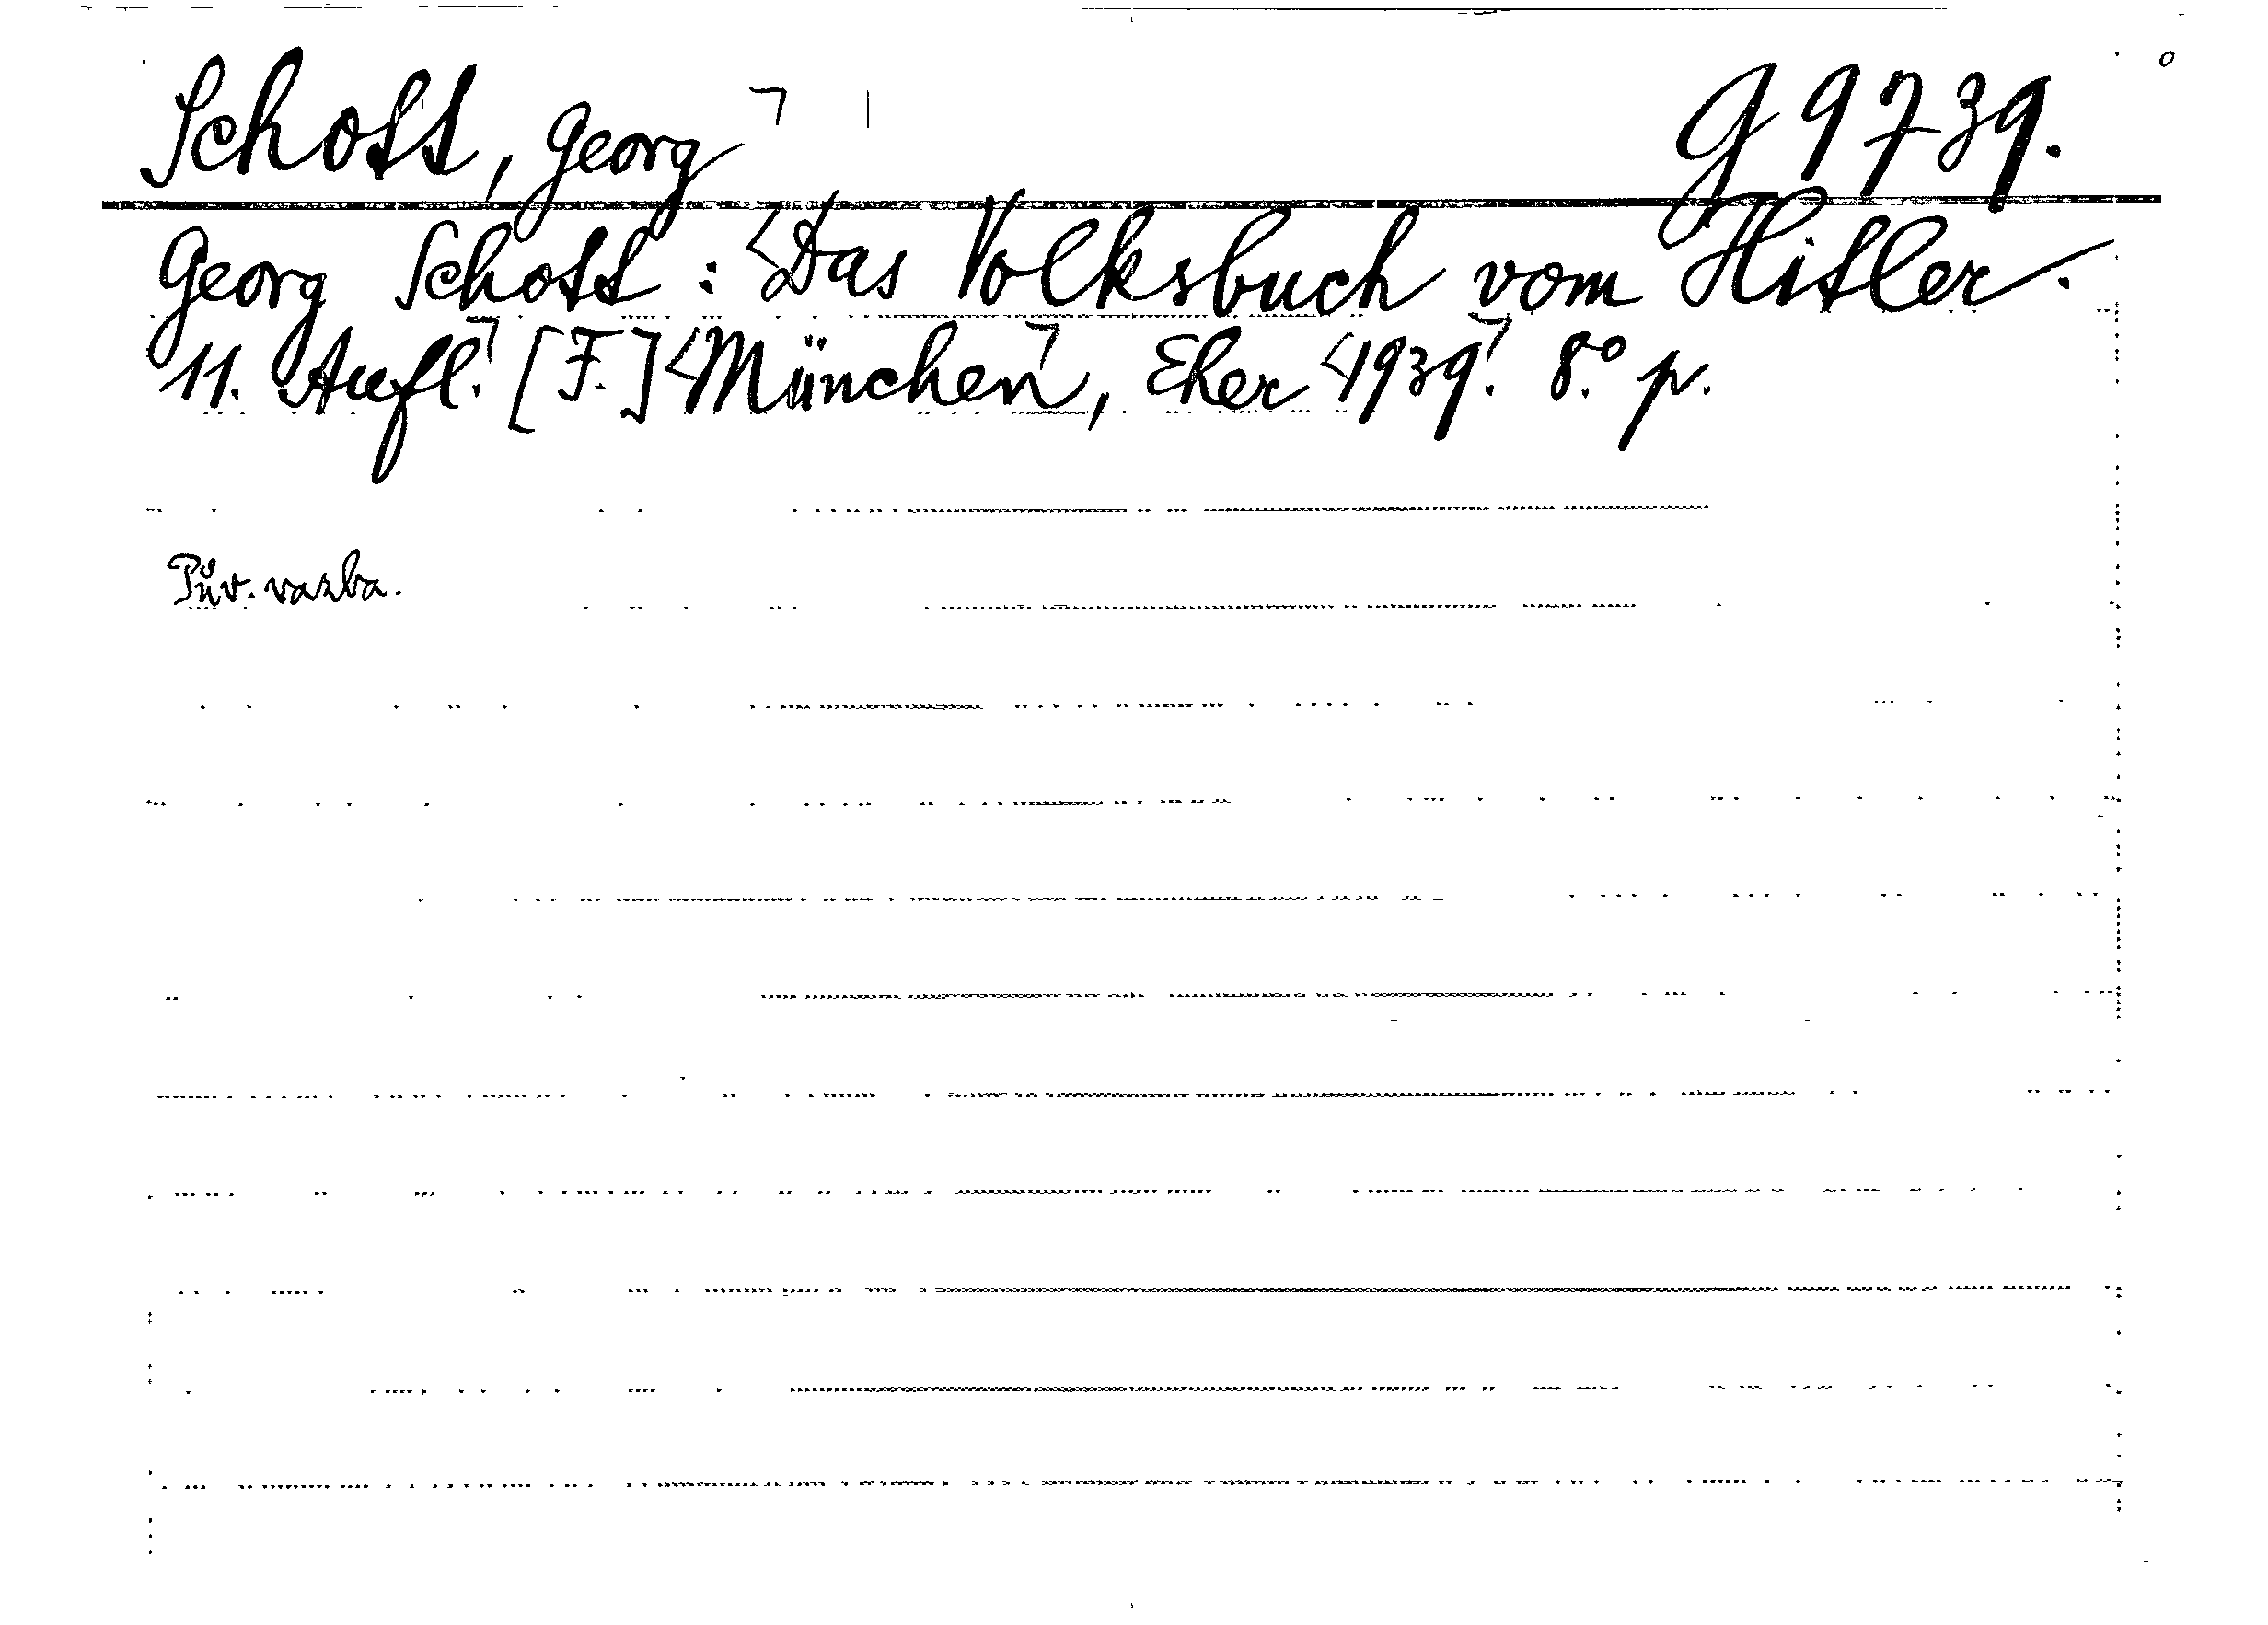 Schott, Georg G 9739.
Georg Schott: Das Volksbuch vom Hitler.
11. Aufl. [F.] München, Eher 1939. 8.° p.
Pův. vazba.